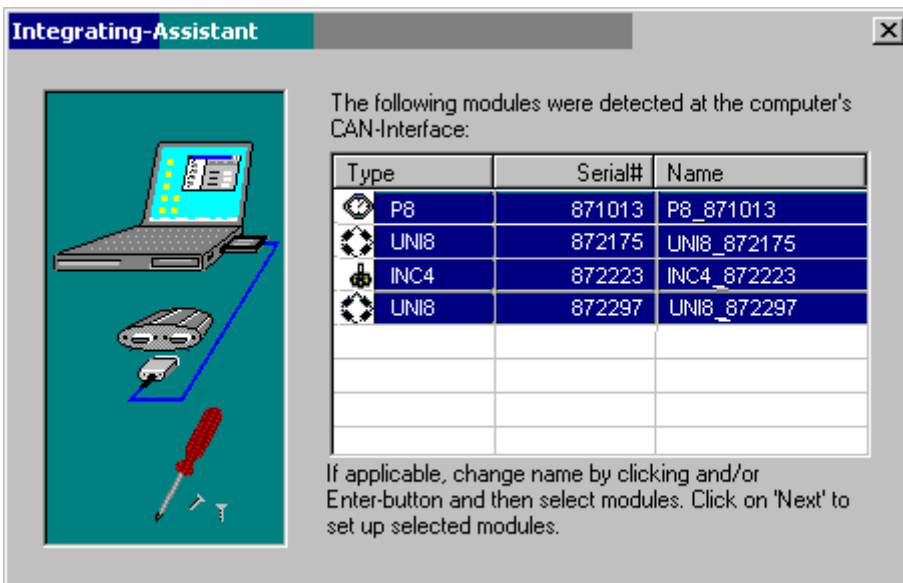 Integrating-Assistant
The following modules were detected at the computer's
CAN-Interface:
Type Serial# Name
P8 871013 P8_871013
UNI8 872175 UNI8_872175
INC4 872223 INC4_872223
UNI8 872297 UNI8_872297
If applicable, change name by clicking and/or
Enter-button and then select modules. Click on 'Next' to
set up selected modules.